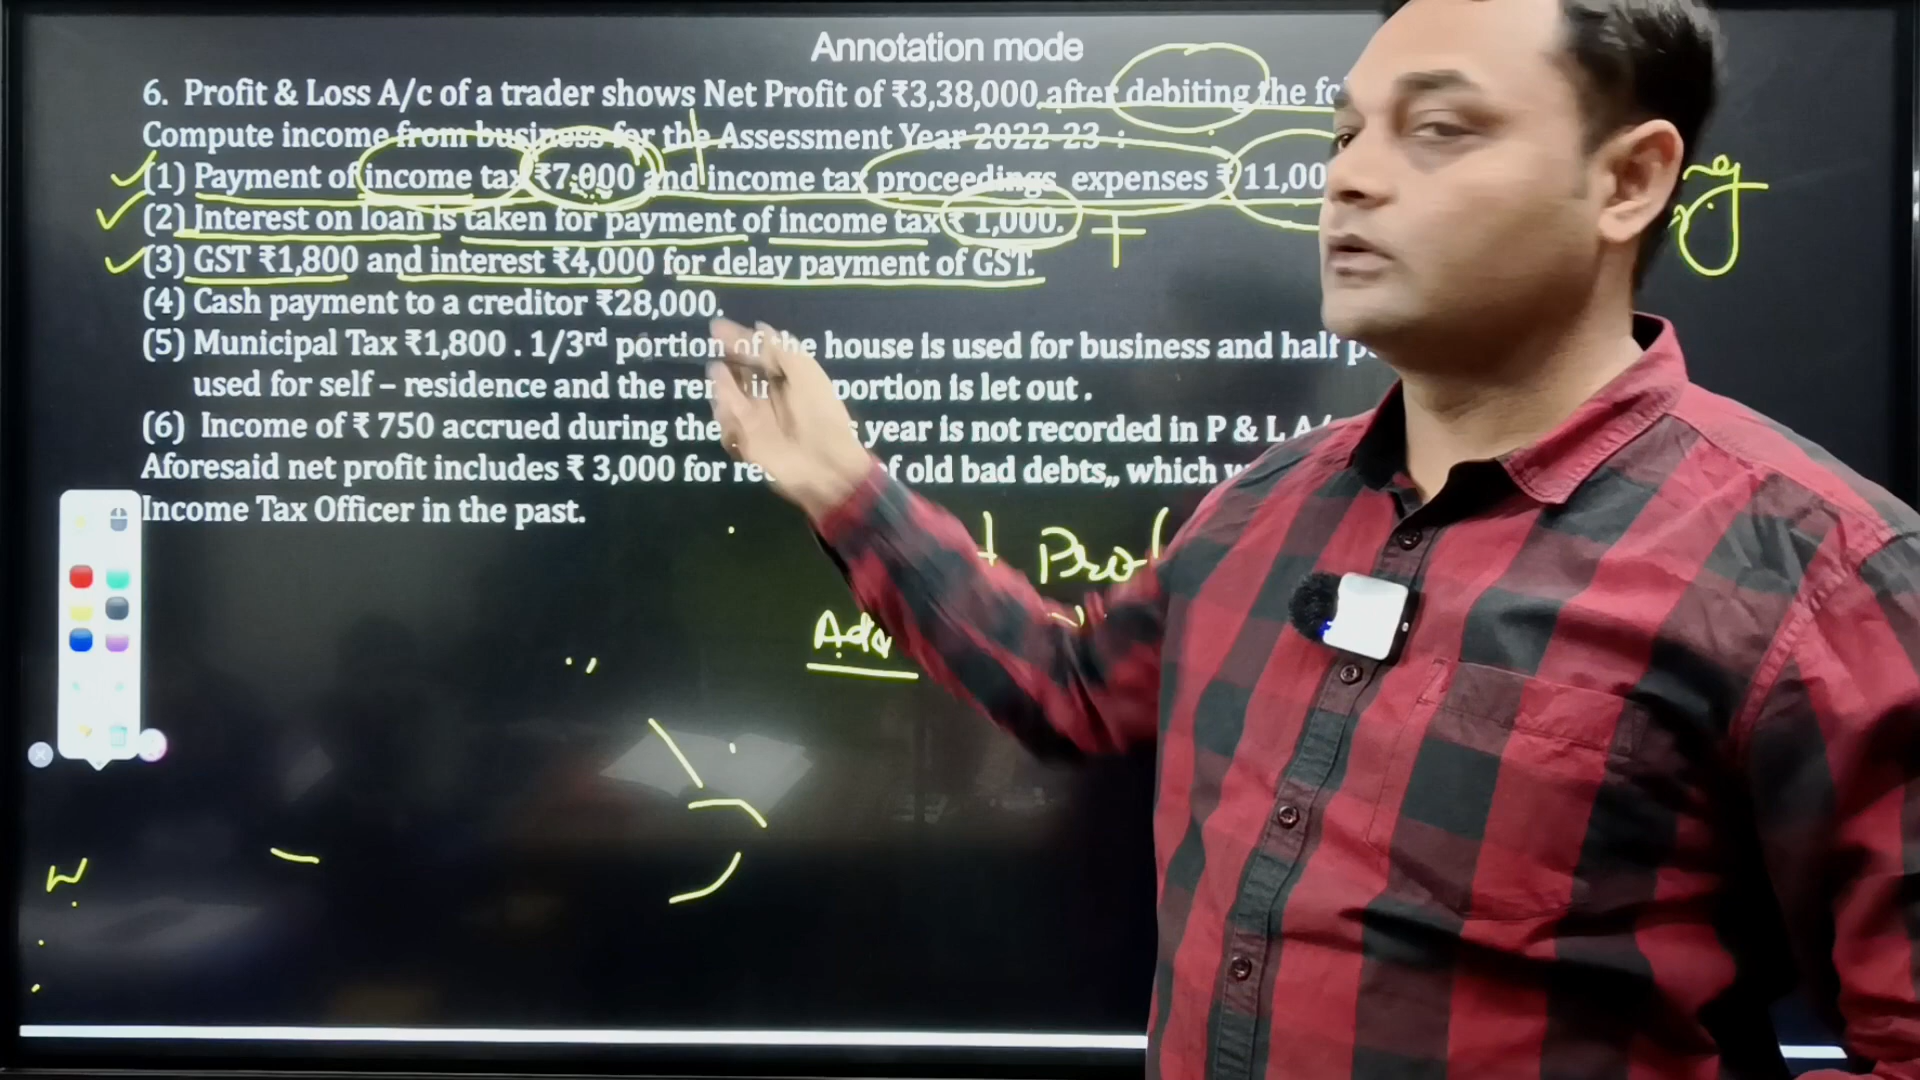 Annotation mode
6. Profit & Loss A/c of a trader shows Net Profit of ₹3,38,000 after debiting the
Compute income from business for the Assessment Year 2022-23 :
(1) Payment of income tax ₹7,000 and income tax proceedings expenses ₹ 11,00
(2) Interest on loan is taken for payment of income tax ₹ 1,000.
(3) GST ₹1,800 and interest ₹4,000 for delay payment of GST.
(4) Cash payment to a creditor ₹28,000.
(5) Municipal Tax ₹1,800 . 1/3rd portion of the house is used for business and half
used for self – residence and the portion is let out .
(6) Income of ₹ 750 accrued during the year is not recorded in P & L
Aforesaid net profit includes ₹ 3,000 for of old bad debts,, which
Income Tax Officer in the past.